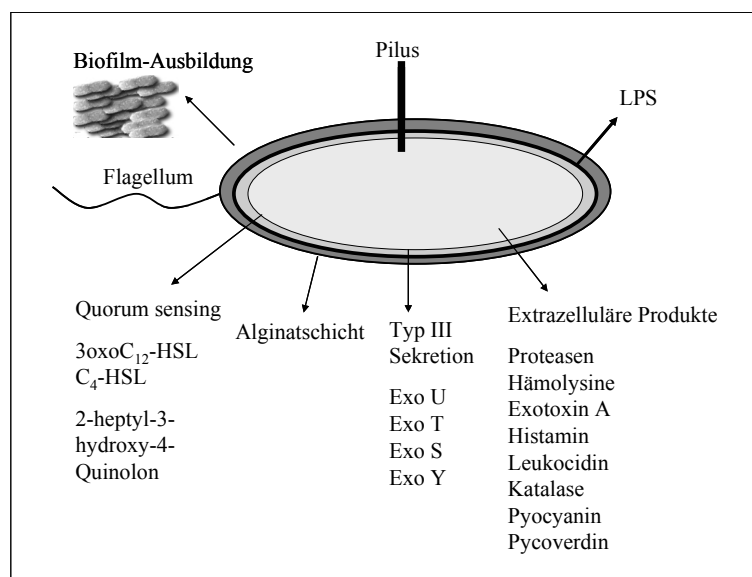 Biofilm-Ausbildung
Pilus
LPS
Flagellum
Quorum sensing
3oxoC₁₂-HSL
C₄-HSL
2-heptyl-3-
hydroxy-4-
Quinolon
Alginatschicht
Typ III
Sekretion
Exo U
Exo T
Exo S
Exo Y
Extrazelluläre Produkte
Proteasen
Hämolysine
Exotoxin A
Histamin
Leukocidin
Katalase
Pyocyanin
Pycoverdin